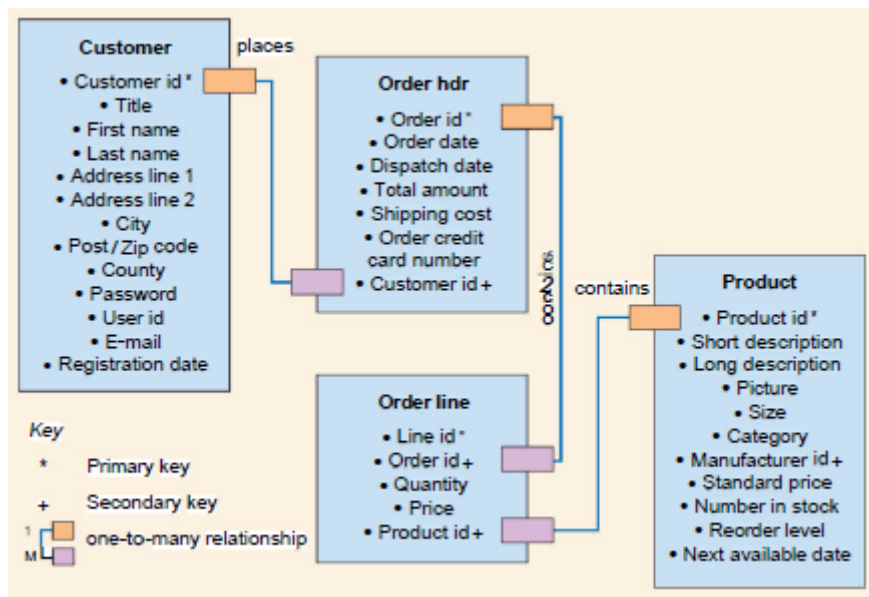 Customer
• Customer id*
• Title
• First name
• Last name
• Address line 1
• Address line 2
• City
• Post/Zip code
• County
• Password
• User id
• E-mail
• Registration date
places
Order hdr
• Order id*
• Order date
• Dispatch date
• Total amount
• Shipping cost
• Order credit
card number
• Customer id+
contains
Product
• Product id*
• Short description
• Long description
• Picture
• Size
• Category
• Manufacturer id+
• Standard price
• Number in stock
• Reorder level
• Next available date
Order line
• Line id*
• Order id+
• Quantity
• Price
• Product id+
Key
* Primary key
+ Secondary key
1
M
one-to-many relationship